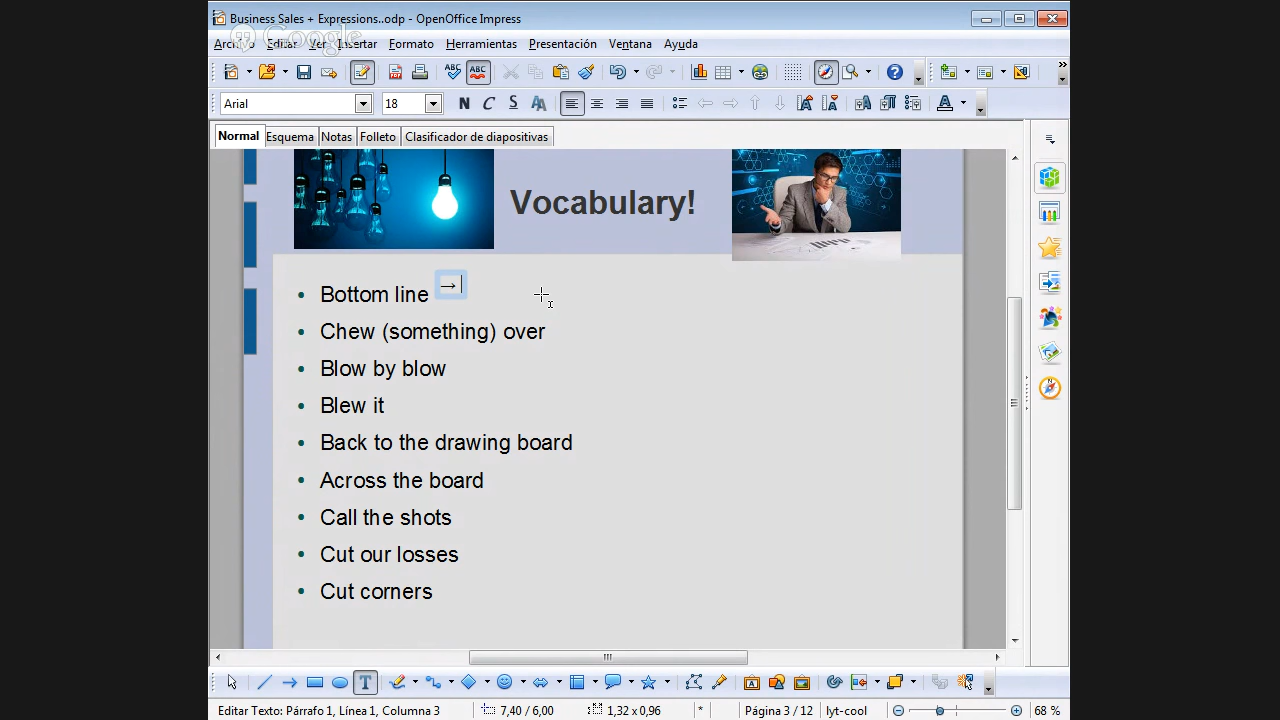 Business Sales + Expressions..odp - OpenOffice Impress
Google
Archivo Editar Ver Insertar Formato Herramientas Presentación Ventana Ayuda
ABC ABC
Arial 18 N C S
Normal Esquema Notas Folleto Clasificador de diapositivas
Vocabulary!
• Bottom line →
• Chew (something) over
• Blow by blow
• Blew it
• Back to the drawing board
• Across the board
• Call the shots
• Cut our losses
• Cut corners
Editar Texto: Párrafo 1, Línea 1, Columna 3 7,40 / 6,00 1,32 x 0,96 * Página 3 / 12 lyt-cool 68 %